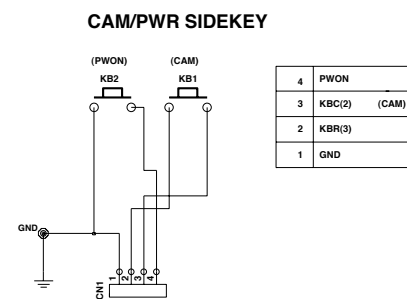 CAM/PWR SIDEKEY
(PWON) (CAM)
KB2 KB1
4 PWON
3 KBC(2) (CAM)
2 KBR(3)
1 GND
GND
CN1 1 2 3 4